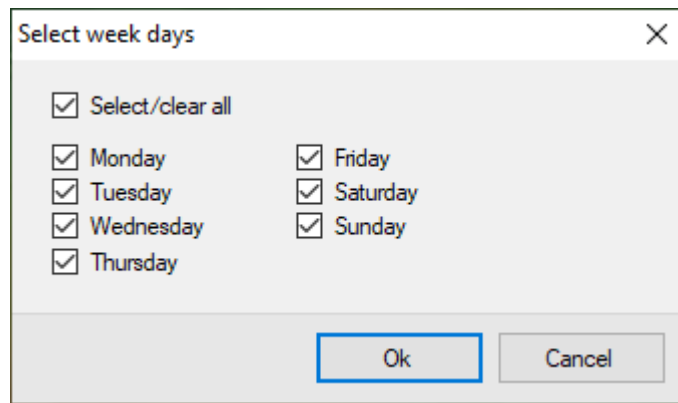 Select week days
Select/clear all
Monday
Tuesday
Wednesday
Thursday
Friday
Saturday
Sunday
Ok
Cancel